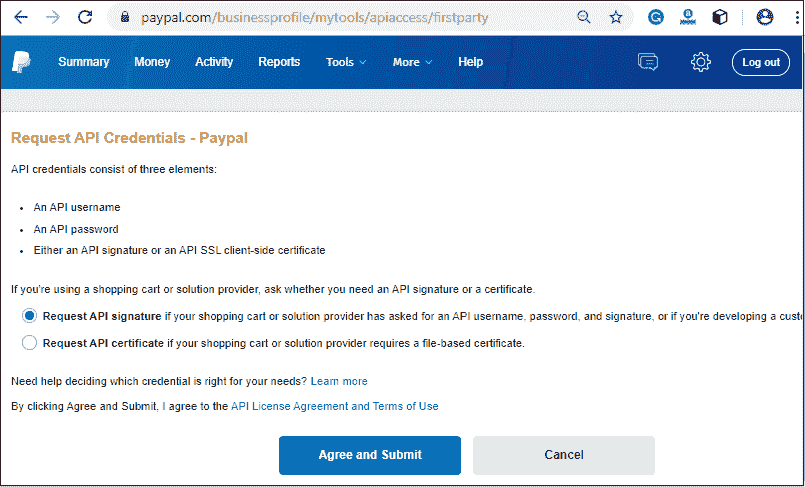 paypal.com/businessprofile/mytools/apiaccess/firstparty
Summary Money Activity Reports Tools More Help Log out
Request API Credentials - Paypal
API credentials consist of three elements:
• An API username
• An API password
• Either an API signature or an API SSL client-side certificate
If you're using a shopping cart or solution provider, ask whether you need an API signature or a certificate.
Request API signature if your shopping cart or solution provider has asked for an API username, password, and signature, or if you're developing a custo
Request API certificate if your shopping cart or solution provider requires a file-based certificate.
Need help deciding which credential is right for your needs? Learn more
By clicking Agree and Submit, I agree to the API License Agreement and Terms of Use
Agree and Submit Cancel